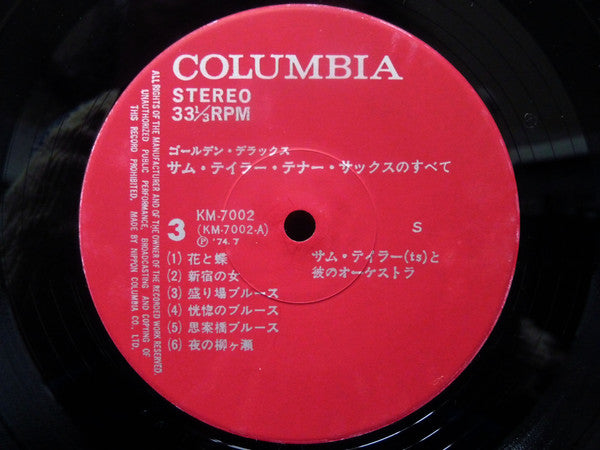 COLUMBIA
STEREO
33⅓RPM
ゴールデン・デラックス
サム・テイラー・テナー・サックスのすべて
3
KM-7002
(KM-7002-A)
Ⓟ '74.7
S
(1) 花と蝶
(2) 新宿の女
(3) 盛り場ブルース
(4) 恍惚のブルース
(5) 思案橋ブルース
(6) 夜の柳ヶ瀬
サム・テイラー(ts)と
彼のオーケストラ
ALL RIGHTS OF THE MANUFACTURER AND OF THE OWNER OF THE RECORDED WORK RESERVED.
UNAUTHORIZED PUBLIC PERFORMANCE, BROADCASTING AND COPYING OF
THIS RECORD PROHIBITED. MADE BY NIPPON COLUMBIA CO., LTD.